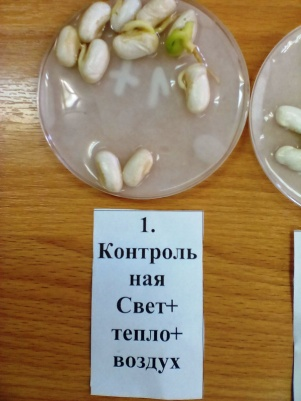 1.
Контроль
ная
Свет+
тепло+
воздух